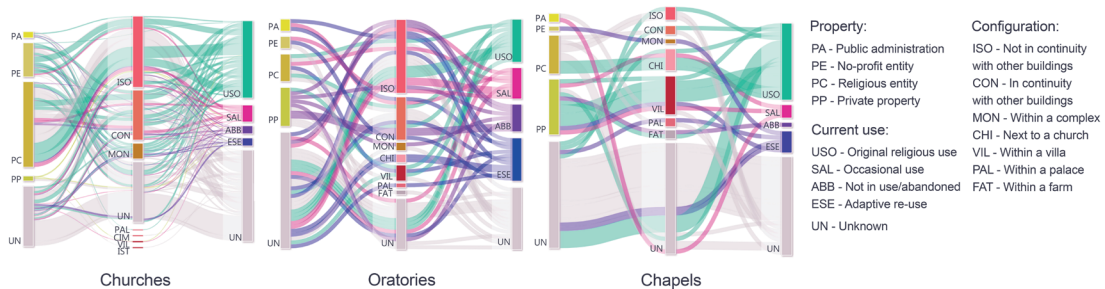 PA
PE
PC
PP
UN
ISO
CON
MON
UN
PAL
CIM
VIL
IST
USO
SAL
ABB
ESE
UN
Churches
PA
PE
PC
PP
UN
ISO
CON
MON
CHI
VIL
PAL
FAT
UN
USO
SAL
ABB
ESE
UN
Oratories
PA
PE
PC
PP
UN
ISO
CON
MON
CHI
VIL
PAL
FAT
UN
USO
SAL
ABB
ESE
UN
Chapels
Property:
PA - Public administration
PE - No-profit entity
PC - Religious entity
PP - Private property
Current use:
USO - Original religious use
SAL - Occasional use
ABB - Not in use/abandoned
ESE - Adaptive re-use
UN - Unknown
Configuration:
ISO - Not in continuity
with other buildings
CON - In continuity
with other buildings
MON - Within a complex
CHI - Next to a church
VIL - Within a villa
PAL - Within a palace
FAT - Within a farm